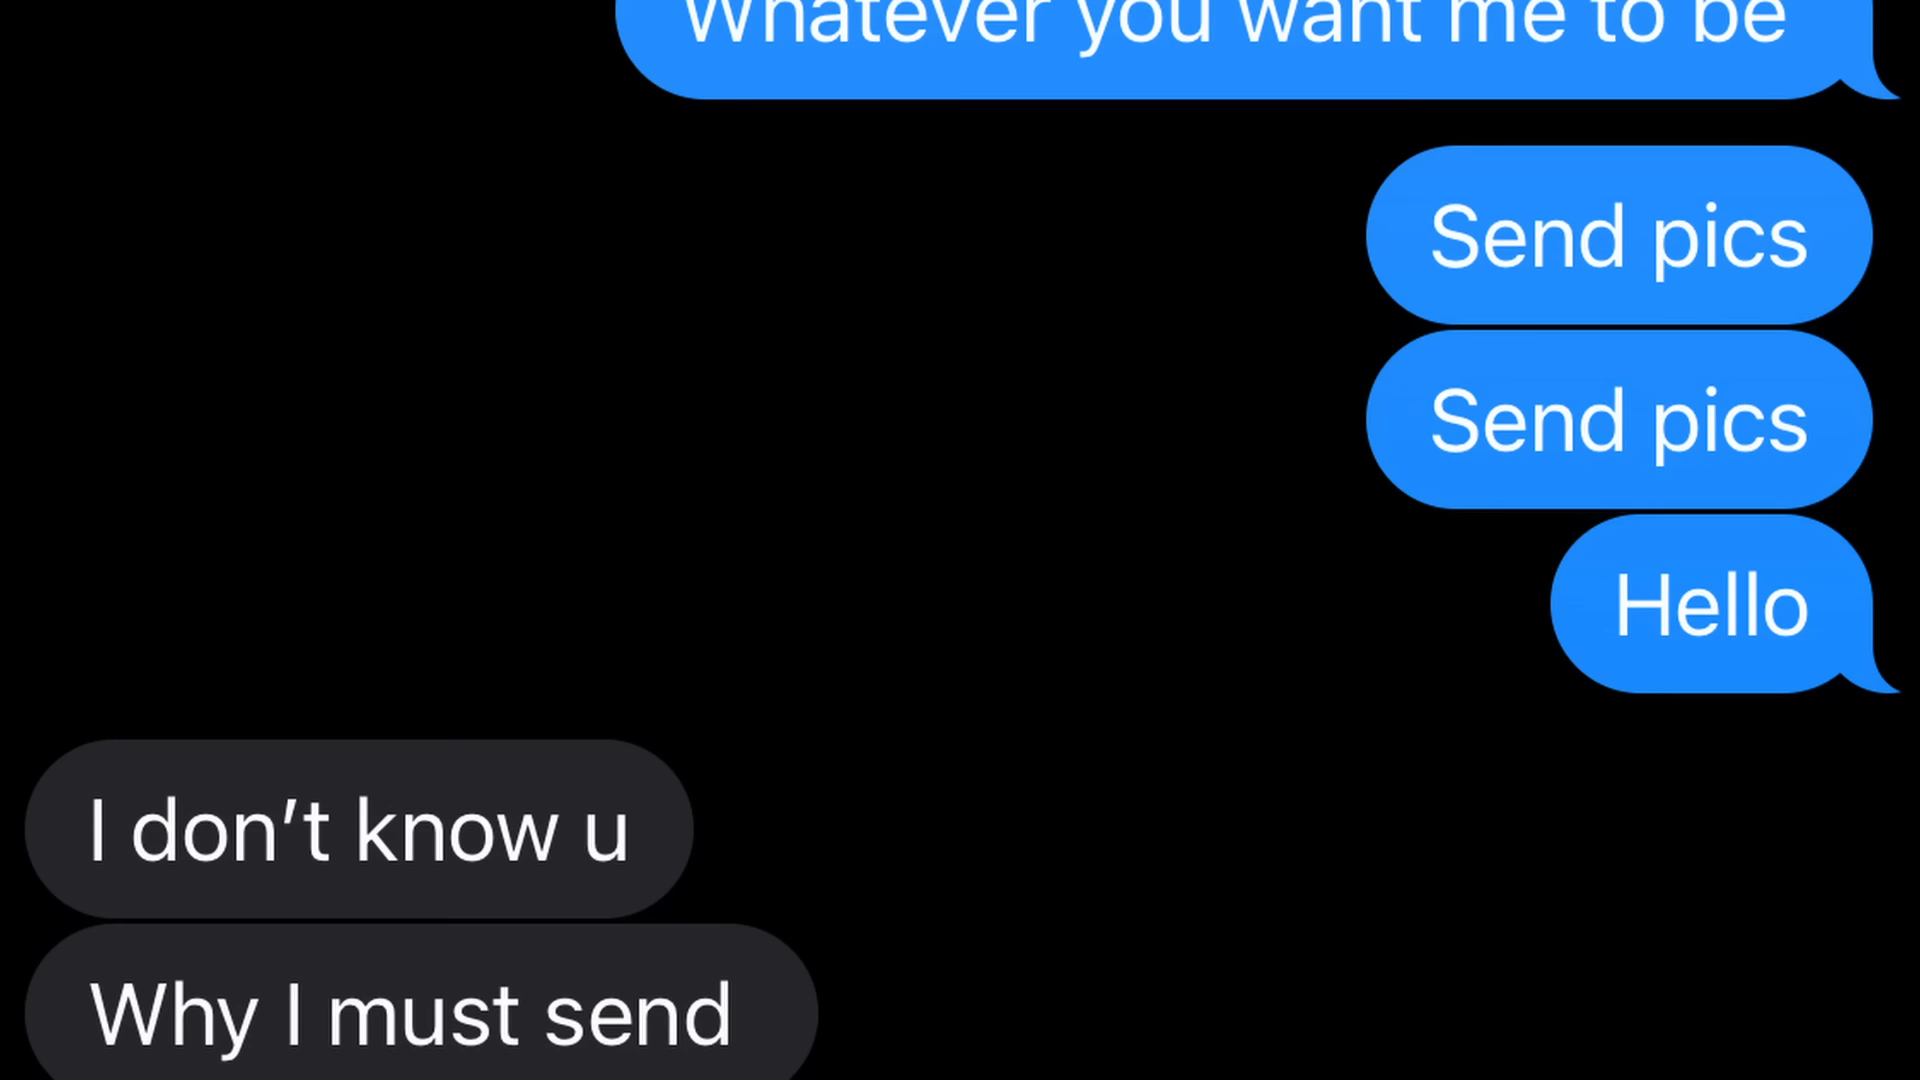 Whatever you want me to be
Send pics
Send pics
Hello
I don’t know u
Why I must send